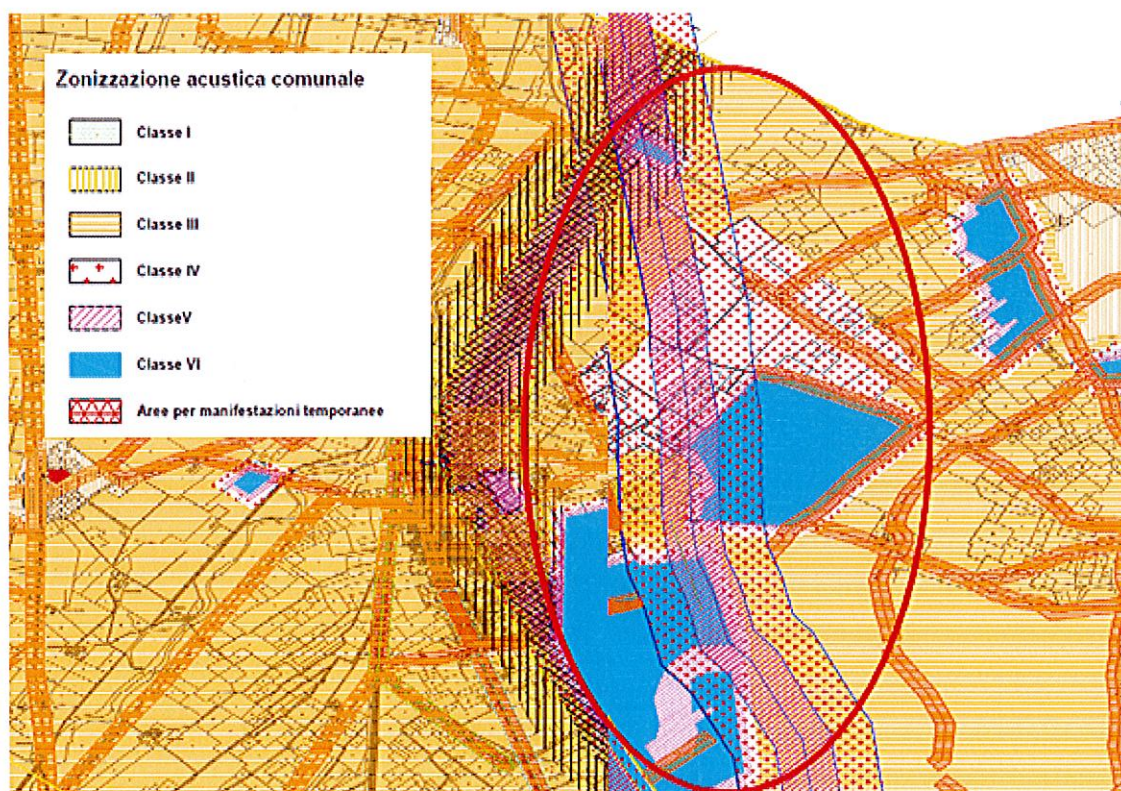 Zonizzazione acustica comunale
Classe I
Classe II
Classe III
Classe IV
ClasseV
Classe VI
Aree per manifestazioni temporanee